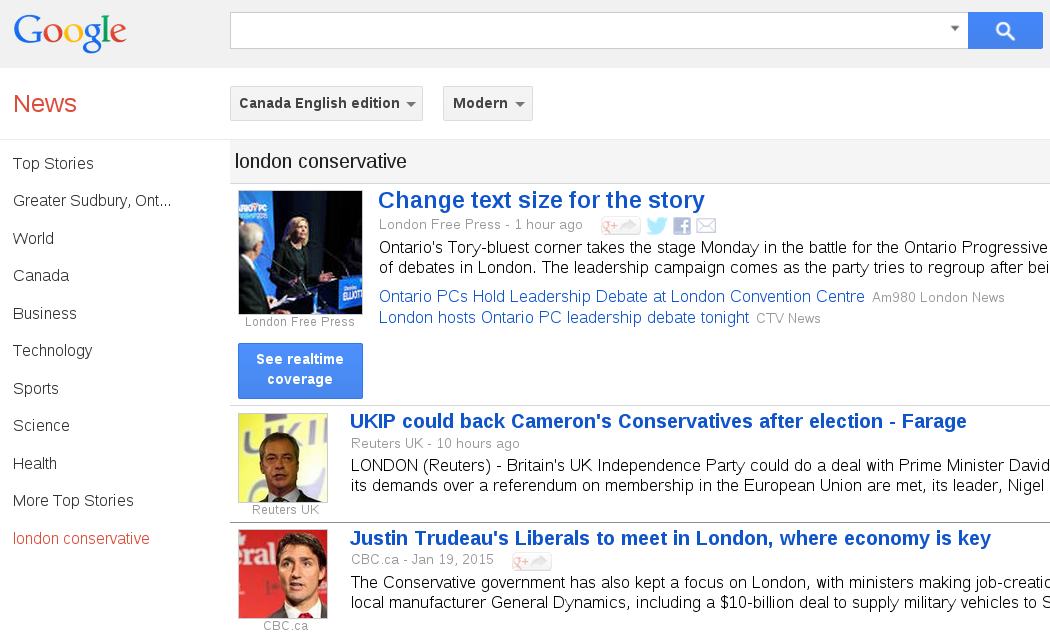 Google
News
Canada English edition
Modern
Top Stories
Greater Sudbury, Ont...
World
Canada
Business
Technology
Sports
Science
Health
More Top Stories
london conservative
london conservative
Change text size for the story
London Free Press - 1 hour ago
Ontario's Tory-bluest corner takes the stage Monday in the battle for the Ontario Progressive
of debates in London. The leadership campaign comes as the party tries to regroup after bei
Ontario PCs Hold Leadership Debate at London Convention Centre Am980 London News
London hosts Ontario PC leadership debate tonight CTV News
ELLIOTT
London Free Press
See realtime
coverage
UKIP could back Cameron's Conservatives after election - Farage
Reuters UK - 10 hours ago
LONDON (Reuters) - Britain's UK Independence Party could do a deal with Prime Minister David
its demands over a referendum on membership in the European Union are met, its leader, Nigel
Reuters UK
Justin Trudeau's Liberals to meet in London, where economy is key
CBC.ca - Jan 19, 2015
g+
The Conservative government has also kept a focus on London, with ministers making job-creatio
local manufacturer General Dynamics, including a $10-billion deal to supply military vehicles to S
eral
CBC.ca